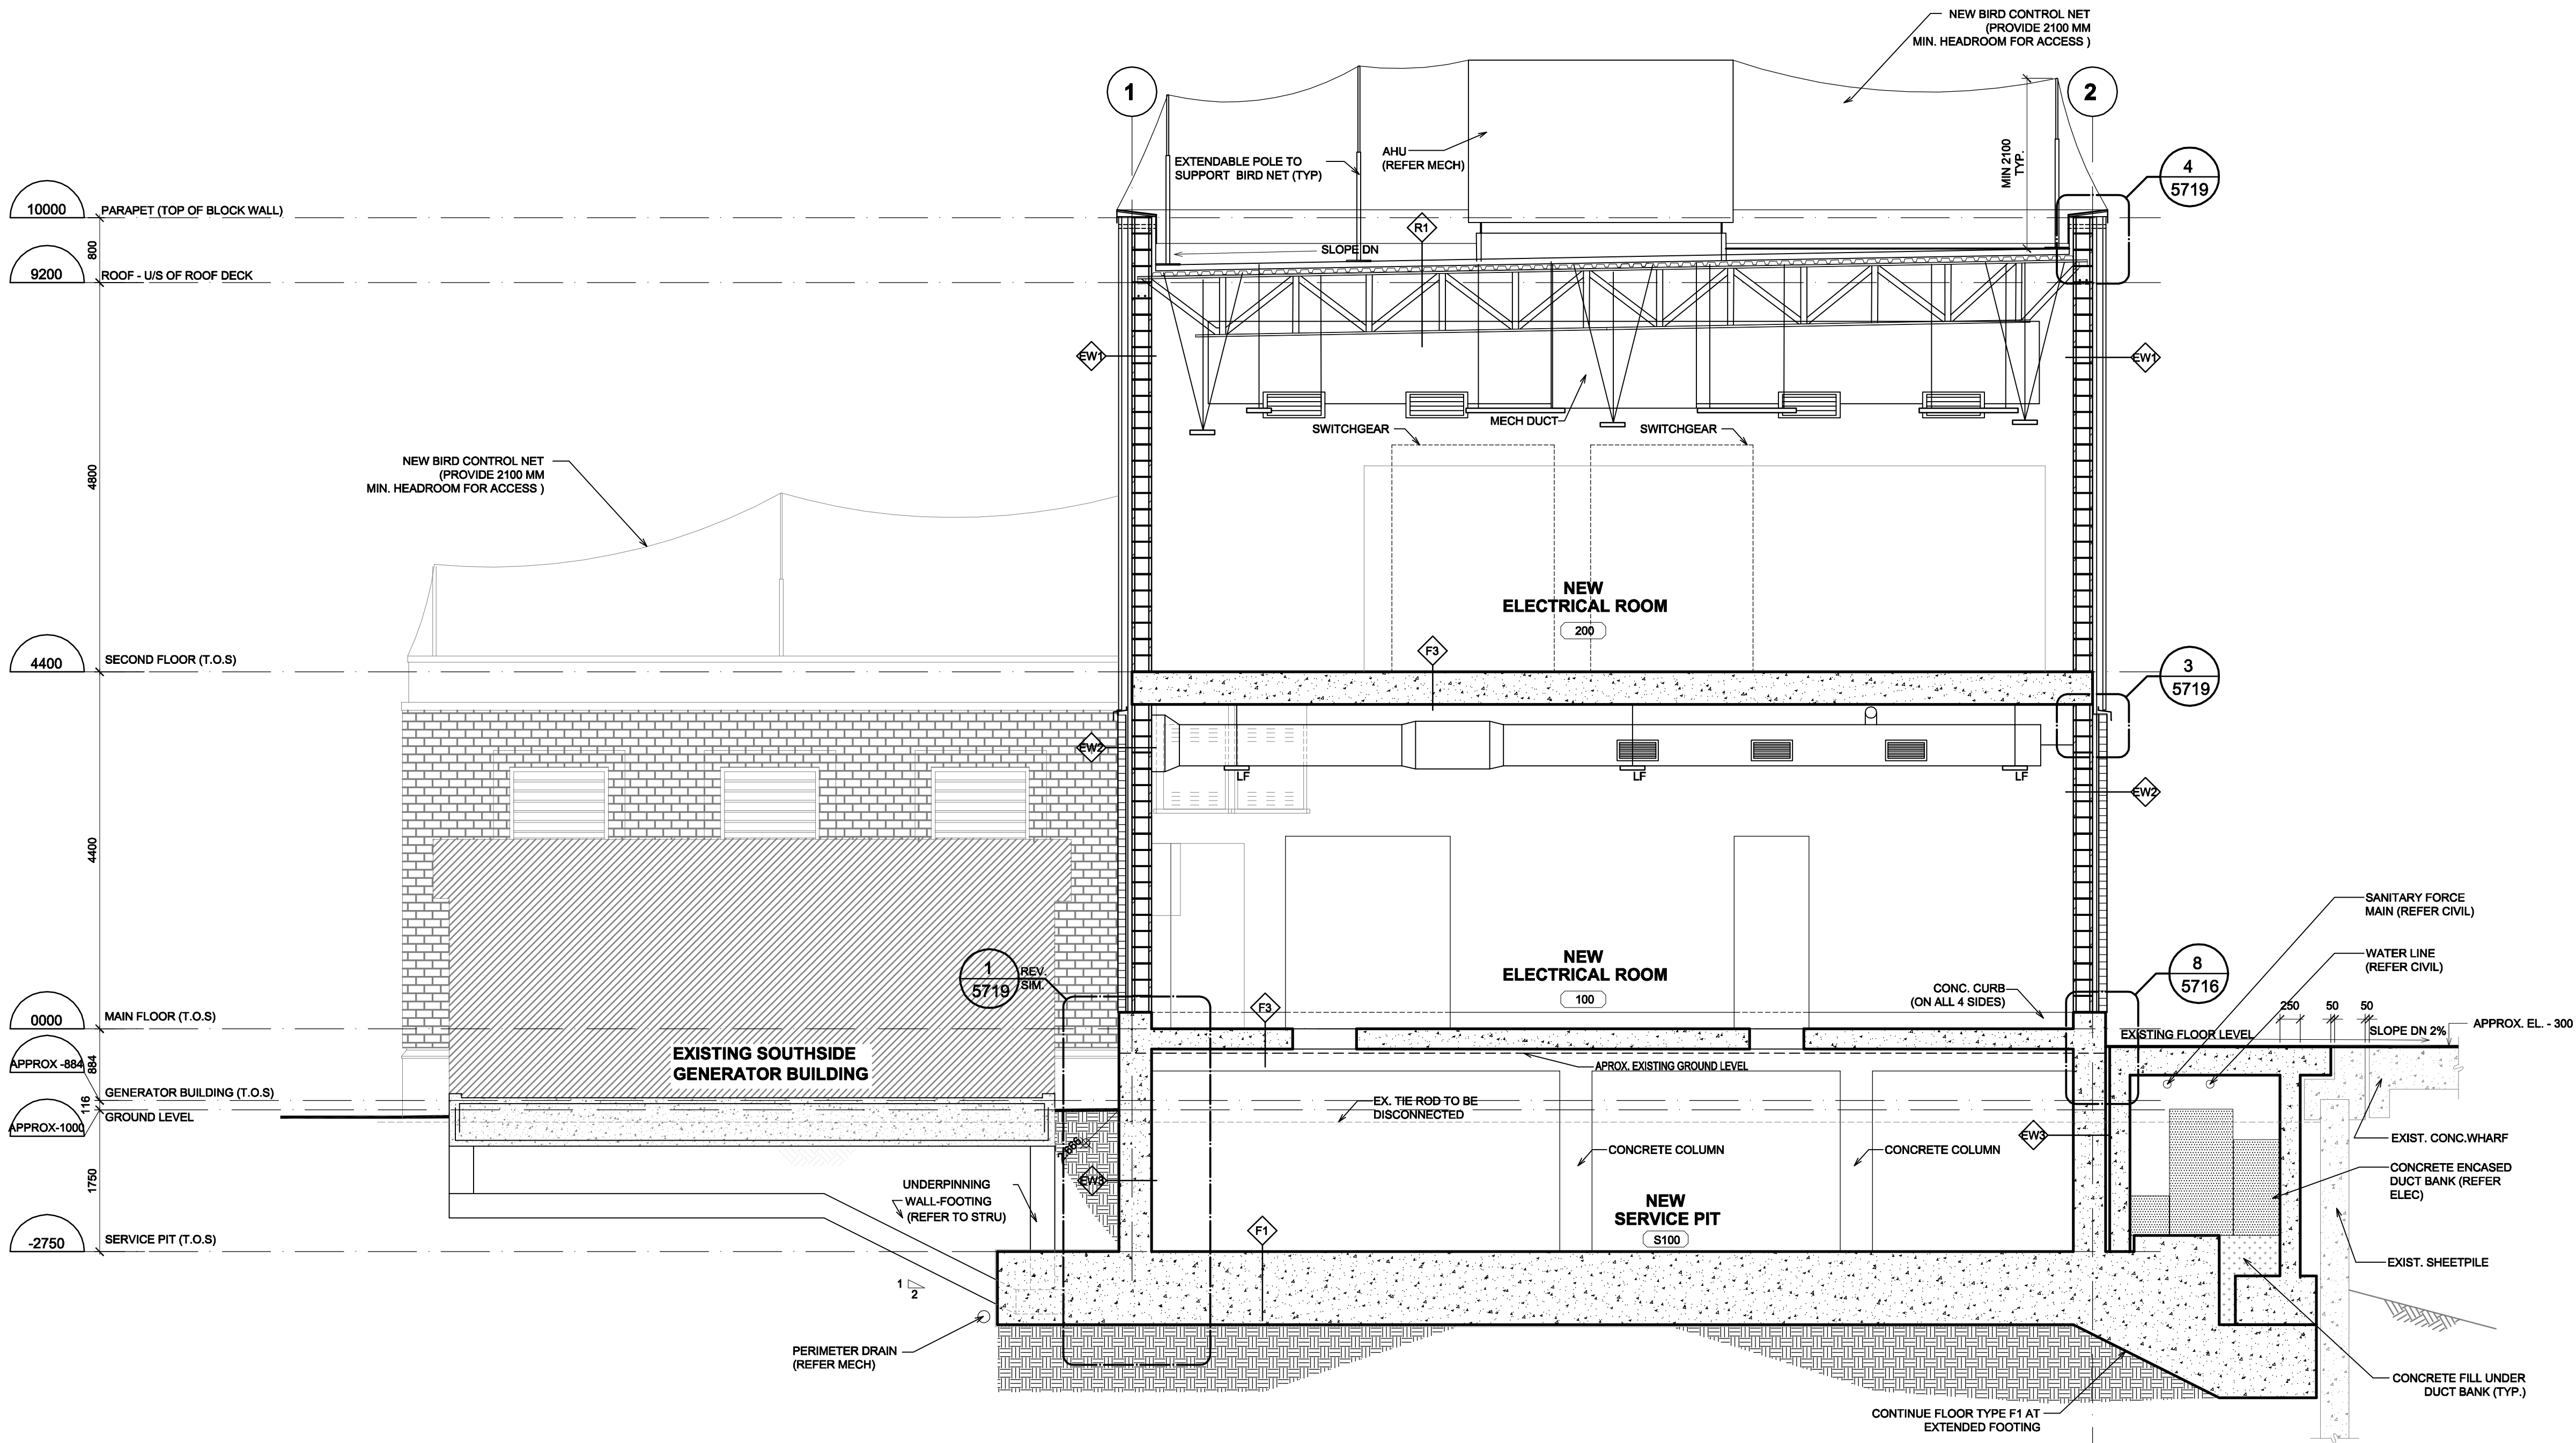 NEW BIRD CONTROL NET
(PROVIDE 2100 MM
MIN. HEADROOM FOR ACCESS )
1
2
EXTENDABLE POLE TO
SUPPORT BIRD NET (TYP)
AHU
(REFER MECH)
MIN 2100
TYP.
4
5719
10000
PARAPET (TOP OF BLOCK WALL)
800
R1
SLOPE DN
9200
ROOF - U/S OF ROOF DECK
EW1
EW1
MECH DUCT
SWITCHGEAR
SWITCHGEAR
NEW BIRD CONTROL NET
(PROVIDE 2100 MM
MIN. HEADROOM FOR ACCESS )
4800
NEW
ELECTRICAL ROOM
200
4400
SECOND FLOOR (T.O.S)
F3
3
5719
EW2
LF
LF
LF
EW2
4400
SANITARY FORCE
MAIN (REFER CIVIL)
WATER LINE
(REFER CIVIL)
NEW
ELECTRICAL ROOM
100
1
5719
REV.
SIM.
8
5716
CONC. CURB
(ON ALL 4 SIDES)
0000
MAIN FLOOR (T.O.S)
F3
250
50
50
EXISTING FLOOR LEVEL
SLOPE DN 2%
APPROX. EL. - 300
EXISTING SOUTHSIDE
GENERATOR BUILDING
APPROX -884
884
APROX. EXISTING GROUND LEVEL
GENERATOR BUILDING (T.O.S)
116
GROUND LEVEL
APPROX-1000
EX. TIE ROD TO BE
DISCONNECTED
EW3
EXIST. CONC.WHARF
CONCRETE COLUMN
CONCRETE COLUMN
CONCRETE ENCASED
DUCT BANK (REFER
ELEC)
1750
EW3
UNDERPINNING
WALL-FOOTING
(REFER TO STRU)
NEW
SERVICE PIT
S100
-2750
SERVICE PIT (T.O.S)
F1
EXIST. SHEETPILE
1
2
PERIMETER DRAIN
(REFER MECH)
CONCRETE FILL UNDER
DUCT BANK (TYP.)
CONTINUE FLOOR TYPE F1 AT
EXTENDED FOOTING